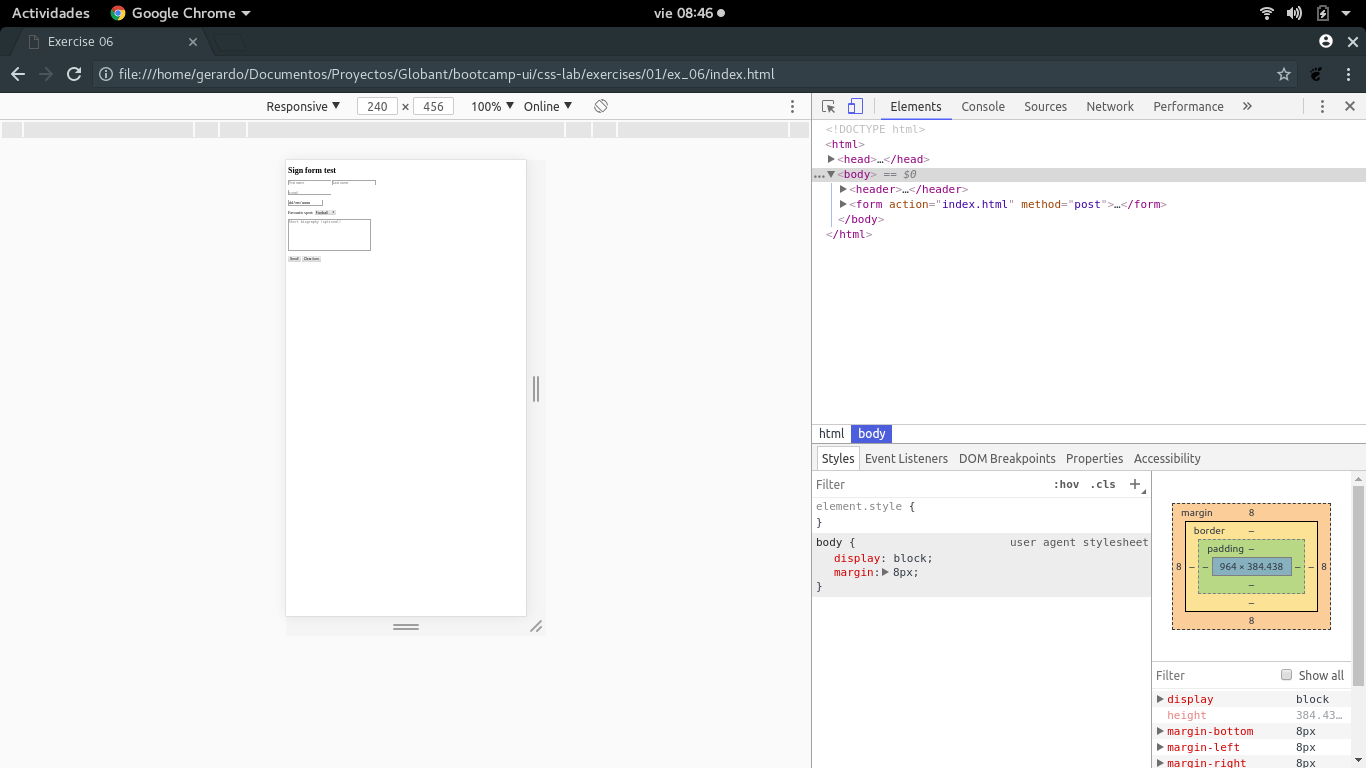 Actividades
Google Chrome
vie 08:46
Exercise 06
file:///home/gerardo/Documentos/Proyectos/Globant/bootcamp-ui/css-lab/exercises/01/ex_06/index.html
Responsive 240 × 456 100% Online
Elements Console Sources Network Performance »
<!DOCTYPE html>
<html>
<head>…</head>
<body> == $0
<header>…</header>
<form action="index.html" method="post">…</form>
</body>
</html>
Sign form test
First name Last name
dd/mm/aaaa
Favourite sport: Football
Short biography (optional)
Send! Clear form
html body
Styles Event Listeners DOM Breakpoints Properties Accessibility
Filter :hov .cls +
element.style {
}
body { user agent stylesheet
display: block;
margin: 8px;
}
margin 8
border –
padding –
8 – – 964 × 384.438 – – 8
–
–
8
Filter Show all
display block
height 384.43…
margin-bottom 8px
margin-left 8px
margin-right 8px